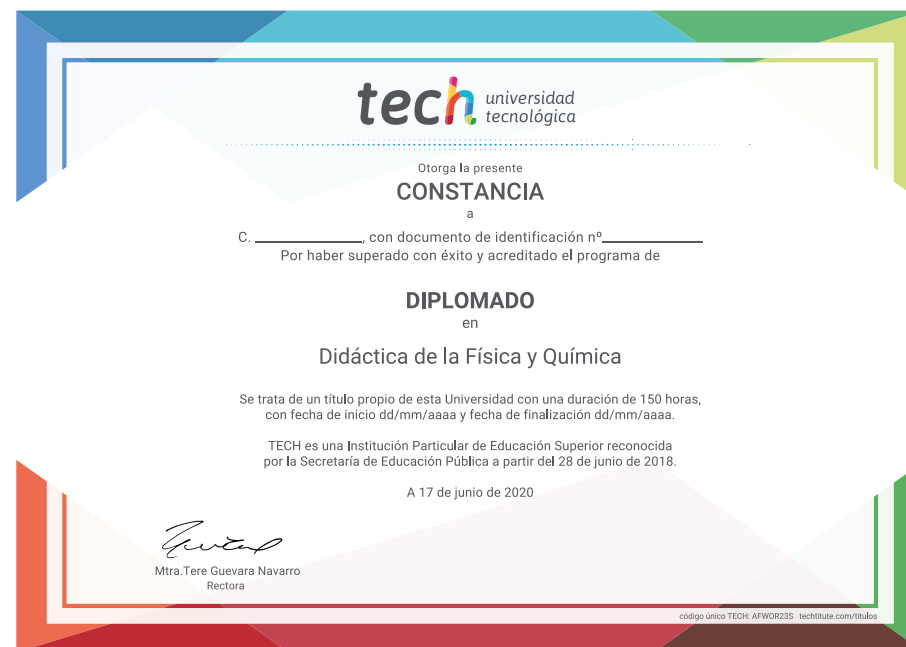 tech universidad
tecnológica
Otorga la presente
CONSTANCIA
a
C. ______________, con documento de identificación nº_____________
Por haber superado con éxito y acreditado el programa de
DIPLOMADO
en
Didáctica de la Física y Química
Se trata de un título propio de esta Universidad con una duración de 150 horas,
con fecha de inicio dd/mm/aaaa y fecha de finalización dd/mm/aaaa.
TECH es una Institución Particular de Educación Superior reconocida
por la Secretaría de Educación Pública a partir del 28 de junio de 2018.
A 17 de junio de 2020
Mtra.Tere Guevara Navarro
Rectora
código único TECH: AFWOR23S techtitute.com/titulos